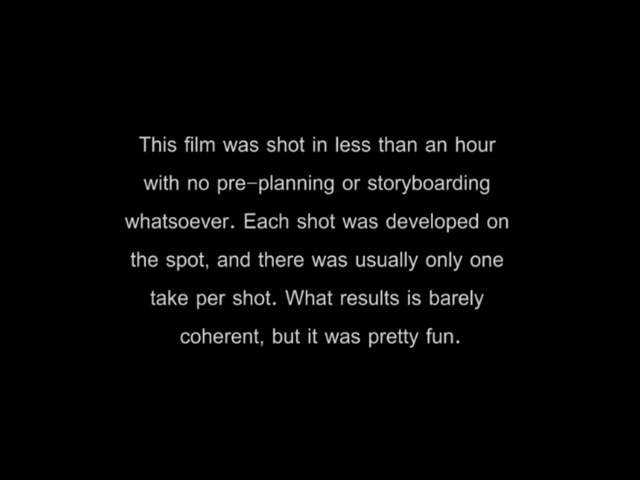 This film was shot in less than an hour
with no pre-planning or storyboarding
whatsoever. Each shot was developed on
the spot, and there was usually only one
take per shot. What results is barely
coherent, but it was pretty fun.